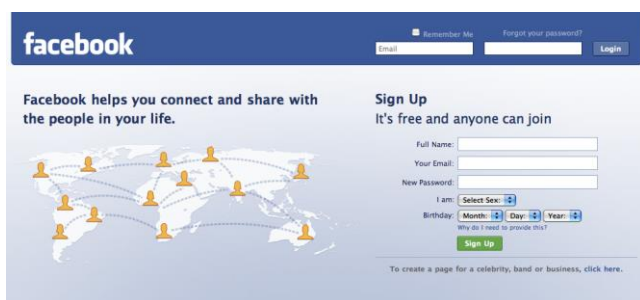 facebook
Remember Me
Forgot your password?
Email
Login
Facebook helps you connect and share with
the people in your life.
Sign Up
It's free and anyone can join
Full Name:
Your Email:
New Password:
I am: Select Sex:
Birthday: Month: Day: Year:
Why do I need to provide this?
Sign Up
To create a page for a celebrity, band or business, click here.